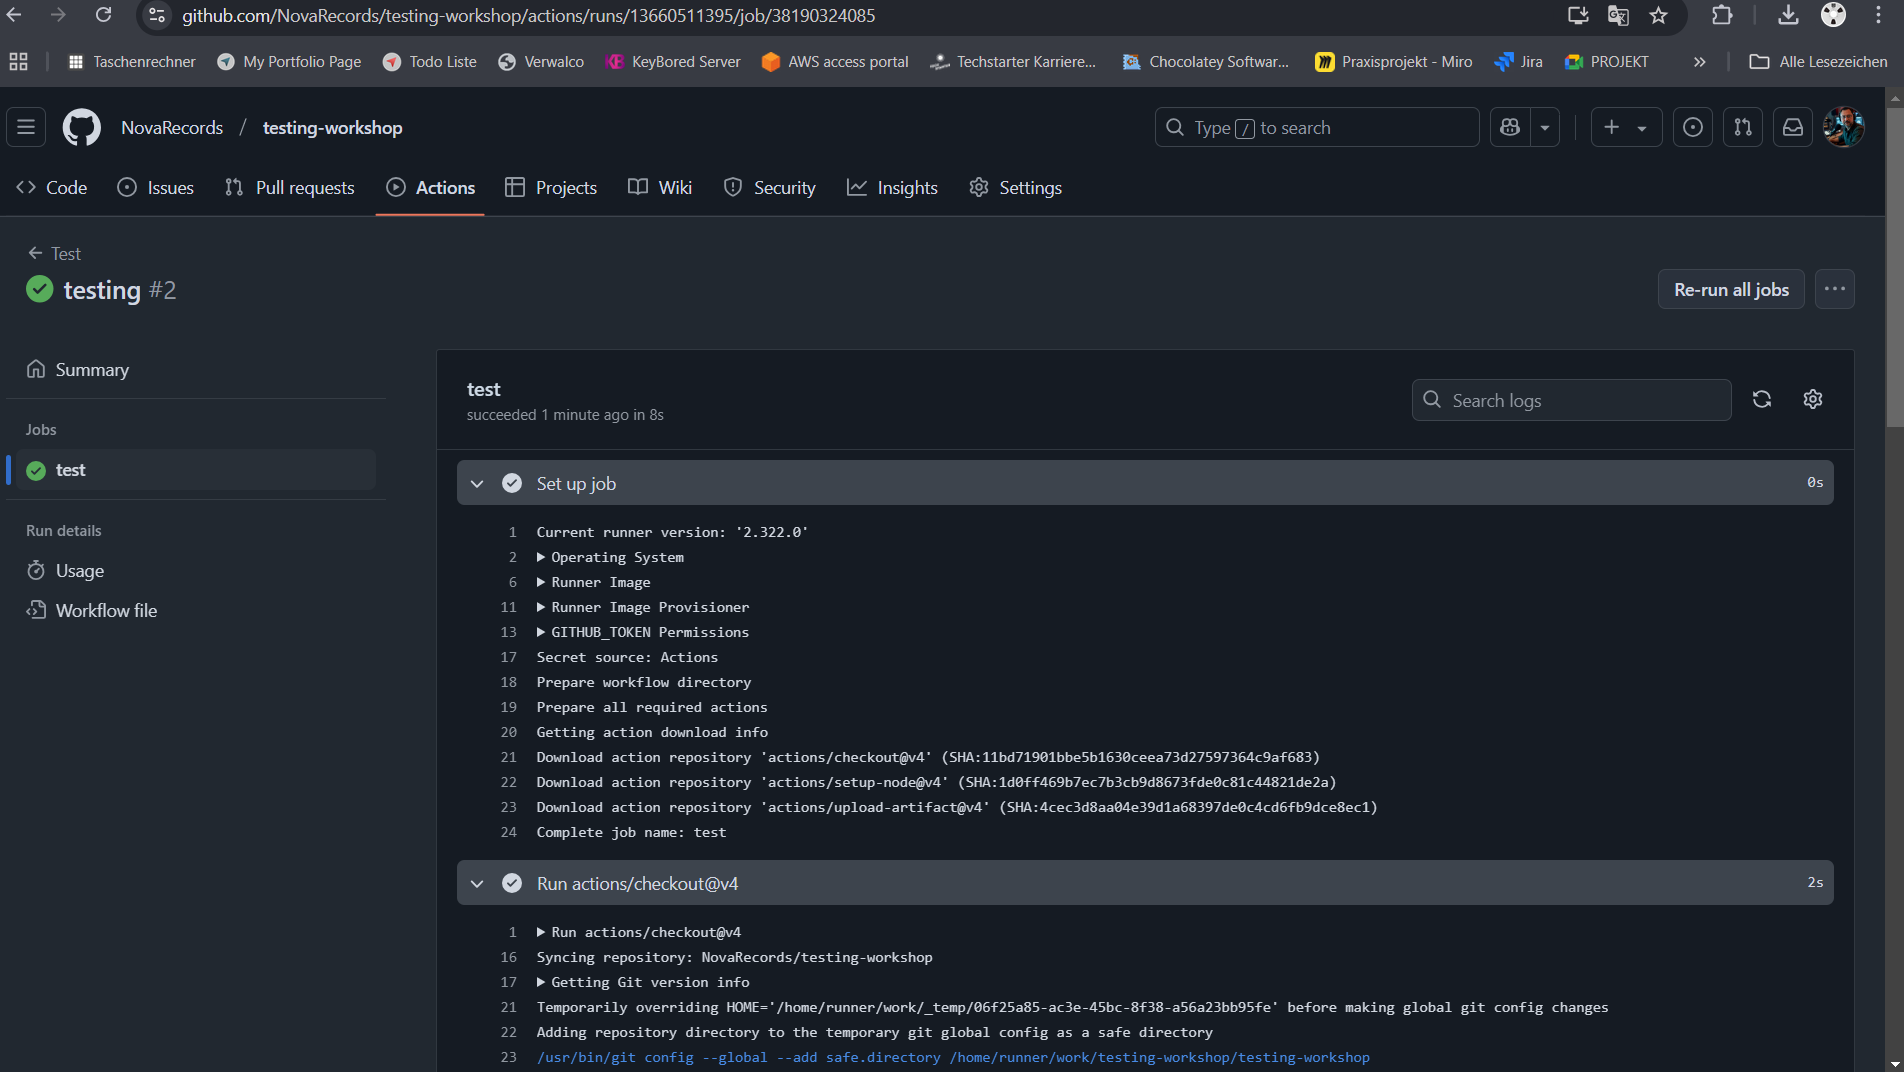 github.com/NovaRecords/testing-workshop/actions/runs/13660511395/job/38190324085
Taschenrechner My Portfolio Page Todo Liste Verwalco KB KeyBored Server AWS access portal Techstarter Karriere... Chocolatey Softwar... Praxisprojekt - Miro Jira PROJEKT » Alle Lesezeichen
NovaRecords / testing-workshop Type / to search
Code Issues Pull requests Actions Projects Wiki Security Insights Settings
← Test
testing #2 Re-run all jobs
Summary
Jobs
test
Run details
Usage
Workflow file
test
succeeded 1 minute ago in 8s
Search logs
Set up job 0s
1 Current runner version: '2.322.0'
2 ▶ Operating System
6 ▶ Runner Image
11 ▶ Runner Image Provisioner
13 ▶ GITHUB_TOKEN Permissions
17 Secret source: Actions
18 Prepare workflow directory
19 Prepare all required actions
20 Getting action download info
21 Download action repository 'actions/checkout@v4' (SHA:11bd71901bbe5b1630ceea73d27597364c9af683)
22 Download action repository 'actions/setup-node@v4' (SHA:1d0ff469b7ec7b3cb9d8673fde0c81c44821de2a)
23 Download action repository 'actions/upload-artifact@v4' (SHA:4cec3d8aa04e39d1a68397de0c4cd6fb9dce8ec1)
24 Complete job name: test
Run actions/checkout@v4 2s
1 ▶ Run actions/checkout@v4
16 Syncing repository: NovaRecords/testing-workshop
17 ▶ Getting Git version info
21 Temporarily overriding HOME='/home/runner/work/_temp/06f25a85-ac3e-45bc-8f38-a56a23bb95fe' before making global git config changes
22 Adding repository directory to the temporary git global config as a safe directory
23 /usr/bin/git config --global --add safe.directory /home/runner/work/testing-workshop/testing-workshop